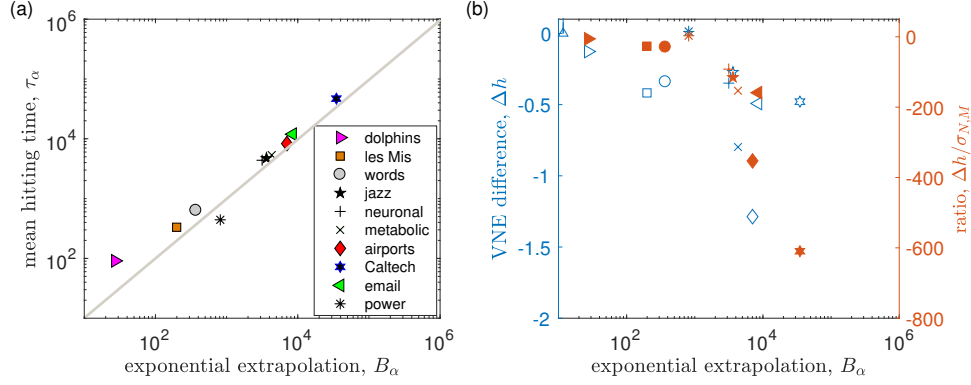 (a)
10^6
10^4
10^2
mean hitting time, τ_α
dolphins
les Mis
words
jazz
neuronal
metabolic
airports
Caltech
email
power
10^2
10^4
10^6
exponential extrapolation, B_α
(b)
0
-0.5
-1
-1.5
-2
VNE difference, Δh
0
-200
-400
-600
-800
ratio, Δh/σ_{N,M}
10^2
10^4
10^6
exponential extrapolation, B_α